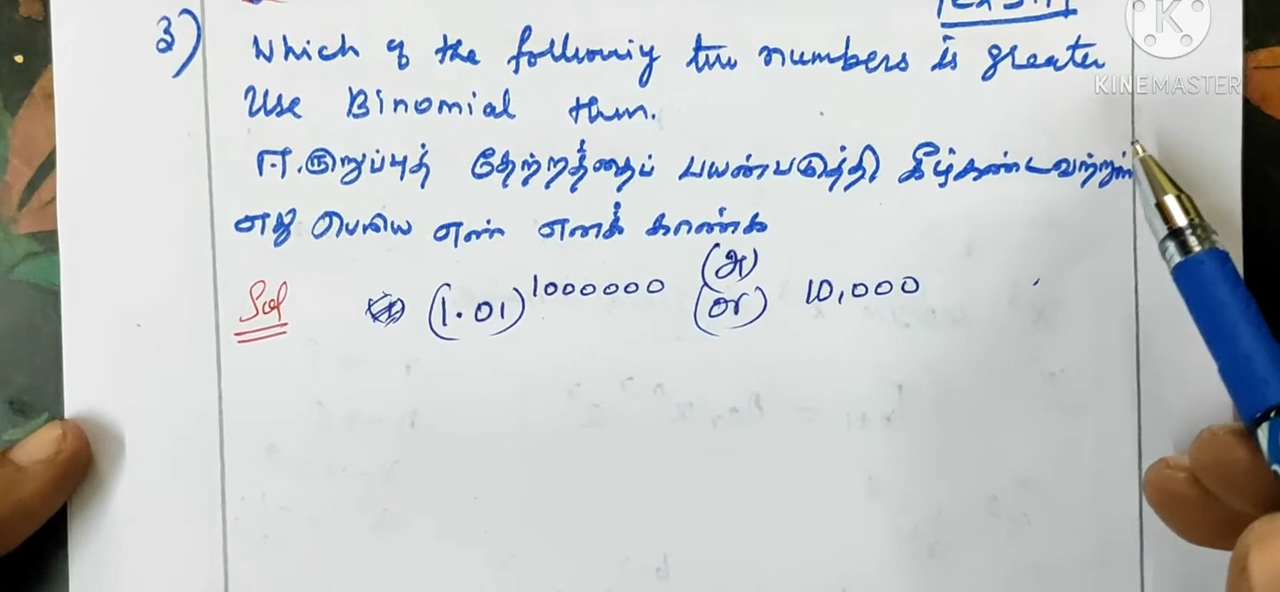 3) Which of the following two numbers is greater
KINEMASTER
Use Binomial thm.
ஈ.ருறுப்புத் தேற்றத்தைப் பயன்படுத்தி கீழ்கண்டவற்றுள்
எது பெரிய எண் எனக் காண்க
Sol (1.01)^1000000 (அ) (or) 10,000